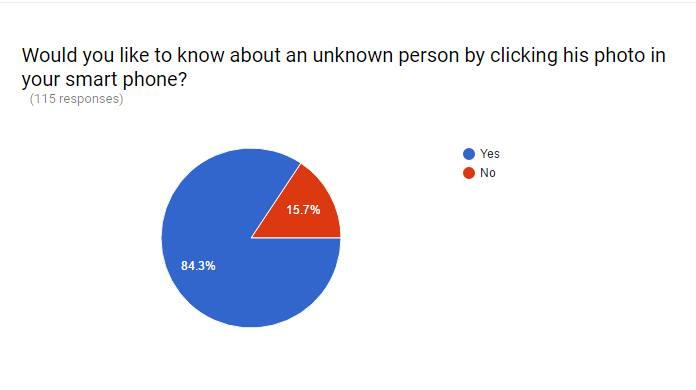 Would you like to know about an unknown person by clicking his photo in
your smart phone?
(115 responses)
Yes
No
15.7%
84.3%